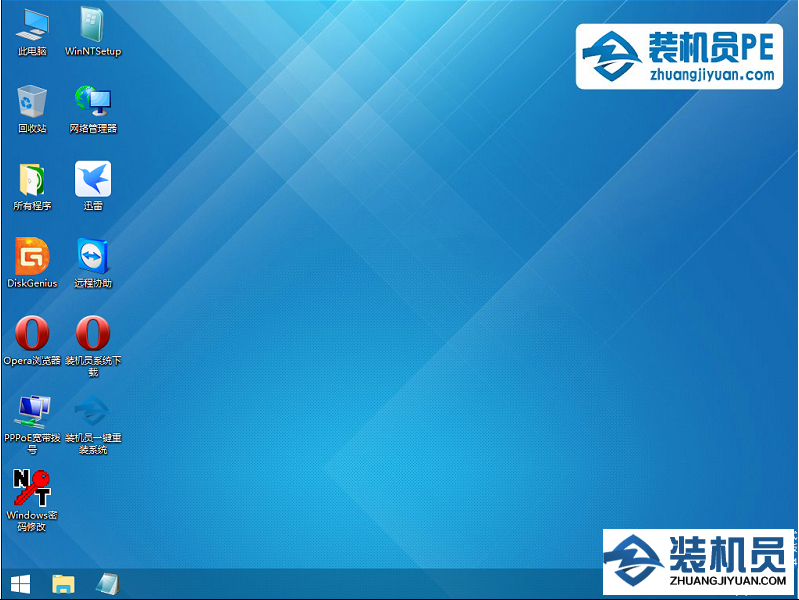 此电脑
WinNTSetup
装机员PE
zhuangjiyuan.com
回收站
网络管理器
所有程序
迅雷
DiskGenius
远程协助
Opera浏览器
装机员系统下
载
PPPoE宽带拨
号
装机员一键重
装系统
NT
Windows密
码修改
装机员
ZHUANGJIYUAN.COM